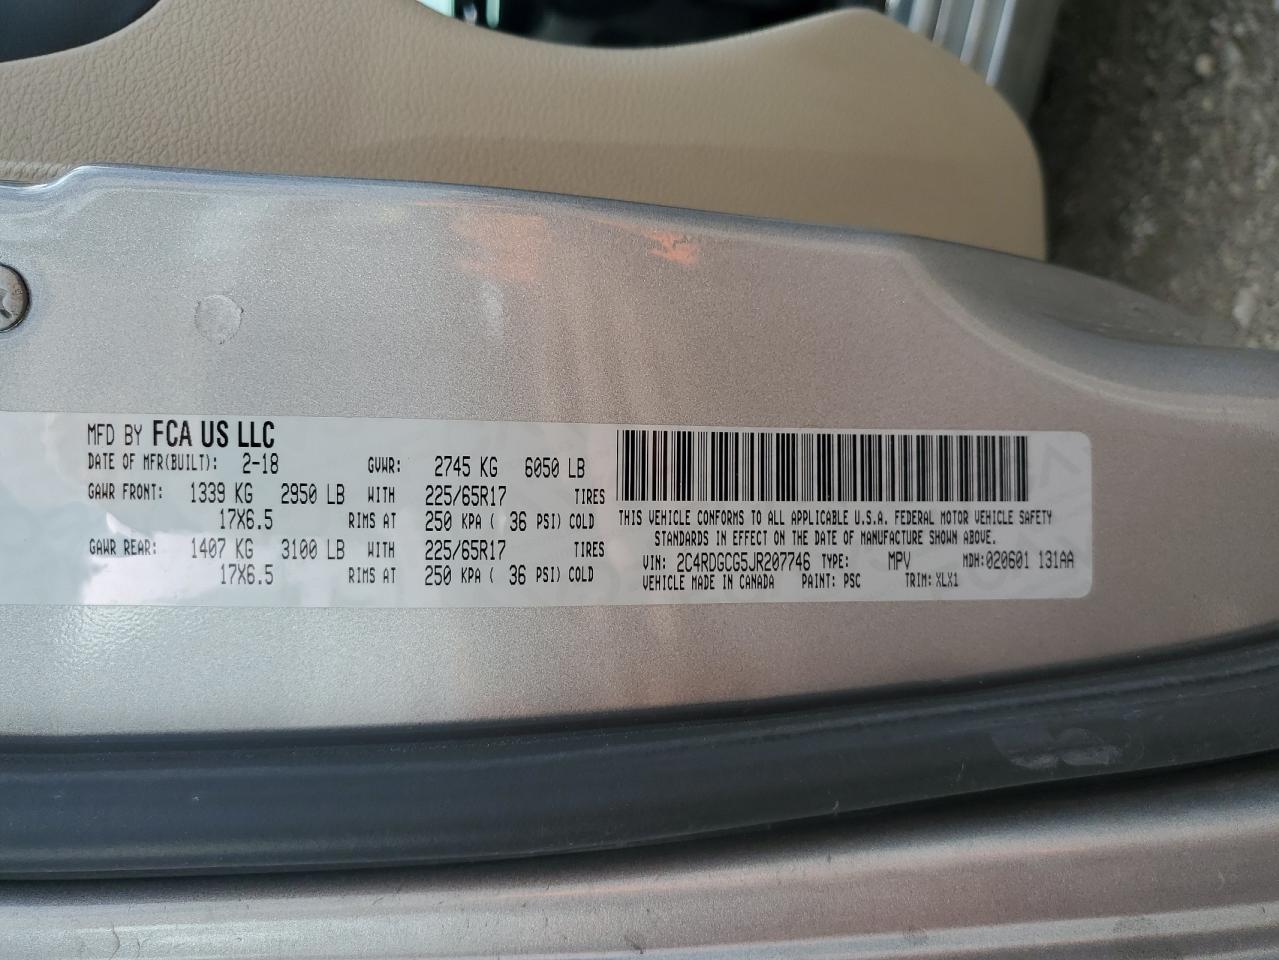 MFD BY FCA US LLC
DATE OF MFR(BUILT): 2-18 GVWR: 2745 KG 6050 LB
GAWR FRONT: 1339 KG 2950 LB WITH 225/65R17 TIRES
17X6.5 RIMS AT 250 KPA ( 36 PSI) COLD
GAWR REAR: 1407 KG 3100 LB WITH 225/65R17 TIRES
17X6.5 RIMS AT 250 KPA ( 36 PSI) COLD
THIS VEHICLE CONFORMS TO ALL APPLICABLE U.S.A. FEDERAL MOTOR VEHICLE SAFETY
STANDARDS IN EFFECT ON THE DATE OF MANUFACTURE SHOWN ABOVE.
VIN: 2C4RDGCG5JR207746 TYPE: MPV MDH:020601 131AA
VEHICLE MADE IN CANADA PAINT: PSC TRIM: XLX1